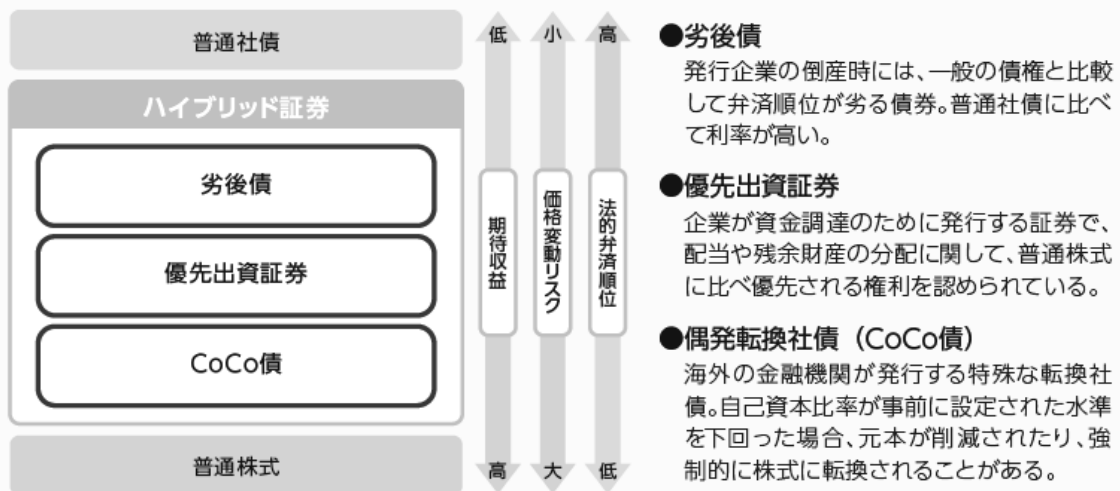 普通社債
ハイブリッド証券
劣後債
優先出資証券
CoCo債
普通株式
低
小
高
期待収益
価格変動リスク
法的弁済順位
高
大
低
●劣後債
発行企業の倒産時には、一般の債権と比較
して弁済順位が劣る債券。普通社債に比べ
て利率が高い。
●優先出資証券
企業が資金調達のために発行する証券で、
配当や残余財産の分配に関して、普通株式
に比べ優先される権利を認められている。
●偶発転換社債（CoCo債）
海外の金融機関が発行する特殊な転換社
債。自己資本比率が事前に設定された水準
を下回った場合、元本が削減されたり、強
制的に株式に転換されることがある。